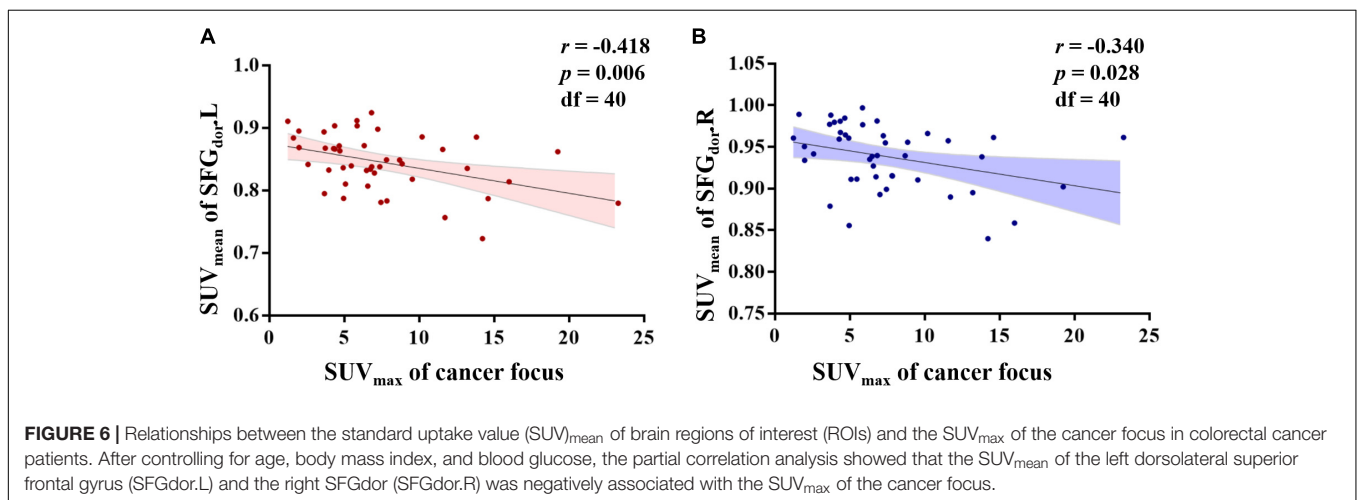 A
r = -0.418
p = 0.006
df = 40
SUVmean of SFGdor.L
1.0
0.9
0.8
0.7
0.6
0 5 10 15 20 25
SUVmax of cancer focus
B
r = -0.340
p = 0.028
df = 40
SUVmean of SFGdor.R
1.05
1.00
0.95
0.90
0.85
0.80
0.75
0 5 10 15 20 25
SUVmax of cancer focus
FIGURE 6 | Relationships between the standard uptake value (SUV)mean of brain regions of interest (ROIs) and the SUVmax of the cancer focus in colorectal cancer
patients. After controlling for age, body mass index, and blood glucose, the partial correlation analysis showed that the SUVmean of the left dorsolateral superior
frontal gyrus (SFGdor.L) and the right SFGdor (SFGdor.R) was negatively associated with the SUVmax of the cancer focus.